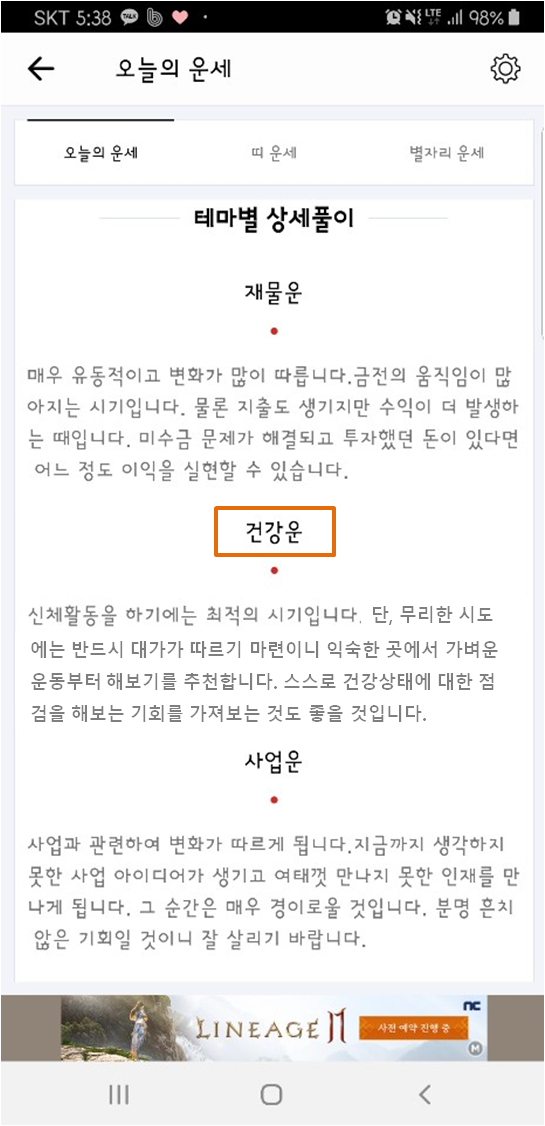 SKT 5:38 TALK LTE 98%
오늘의 운세
오늘의 운세 띠 운세 별자리 운세
테마별 상세풀이
재물운
매우 유동적이고 변화가 많이 따릅니다.금전의 움직임이 많
아지는 시기입니다. 물론 지출도 생기지만 수익이 더 발생하
는 때입니다. 미수금 문제가 해결되고 투자했던 돈이 있다면
어느 정도 이익을 실현할 수 있습니다.
건강운
신체활동을 하기에는 최적의 시기입니다. 단, 무리한 시도
에는 반드시 대가가 따르기 마련이니 익숙한 곳에서 가벼운
운동부터 해보기를 추천합니다. 스스로 건강상태에 대한 점
검을 해보는 기회를 가져보는 것도 좋을 것입니다.
사업운
사업과 관련하여 변화가 따르게 됩니다.지금까지 생각하지
못한 사업 아이디어가 생기고 여태껏 만나지 못한 인재를 만
나게 됩니다. 그 순간은 매우 경이로울 것입니다. 분명 흔치
않은 기회일 것이니 잘 살리기 바랍니다.
nc
LINEAGE M 사전 예약 진행 중
M